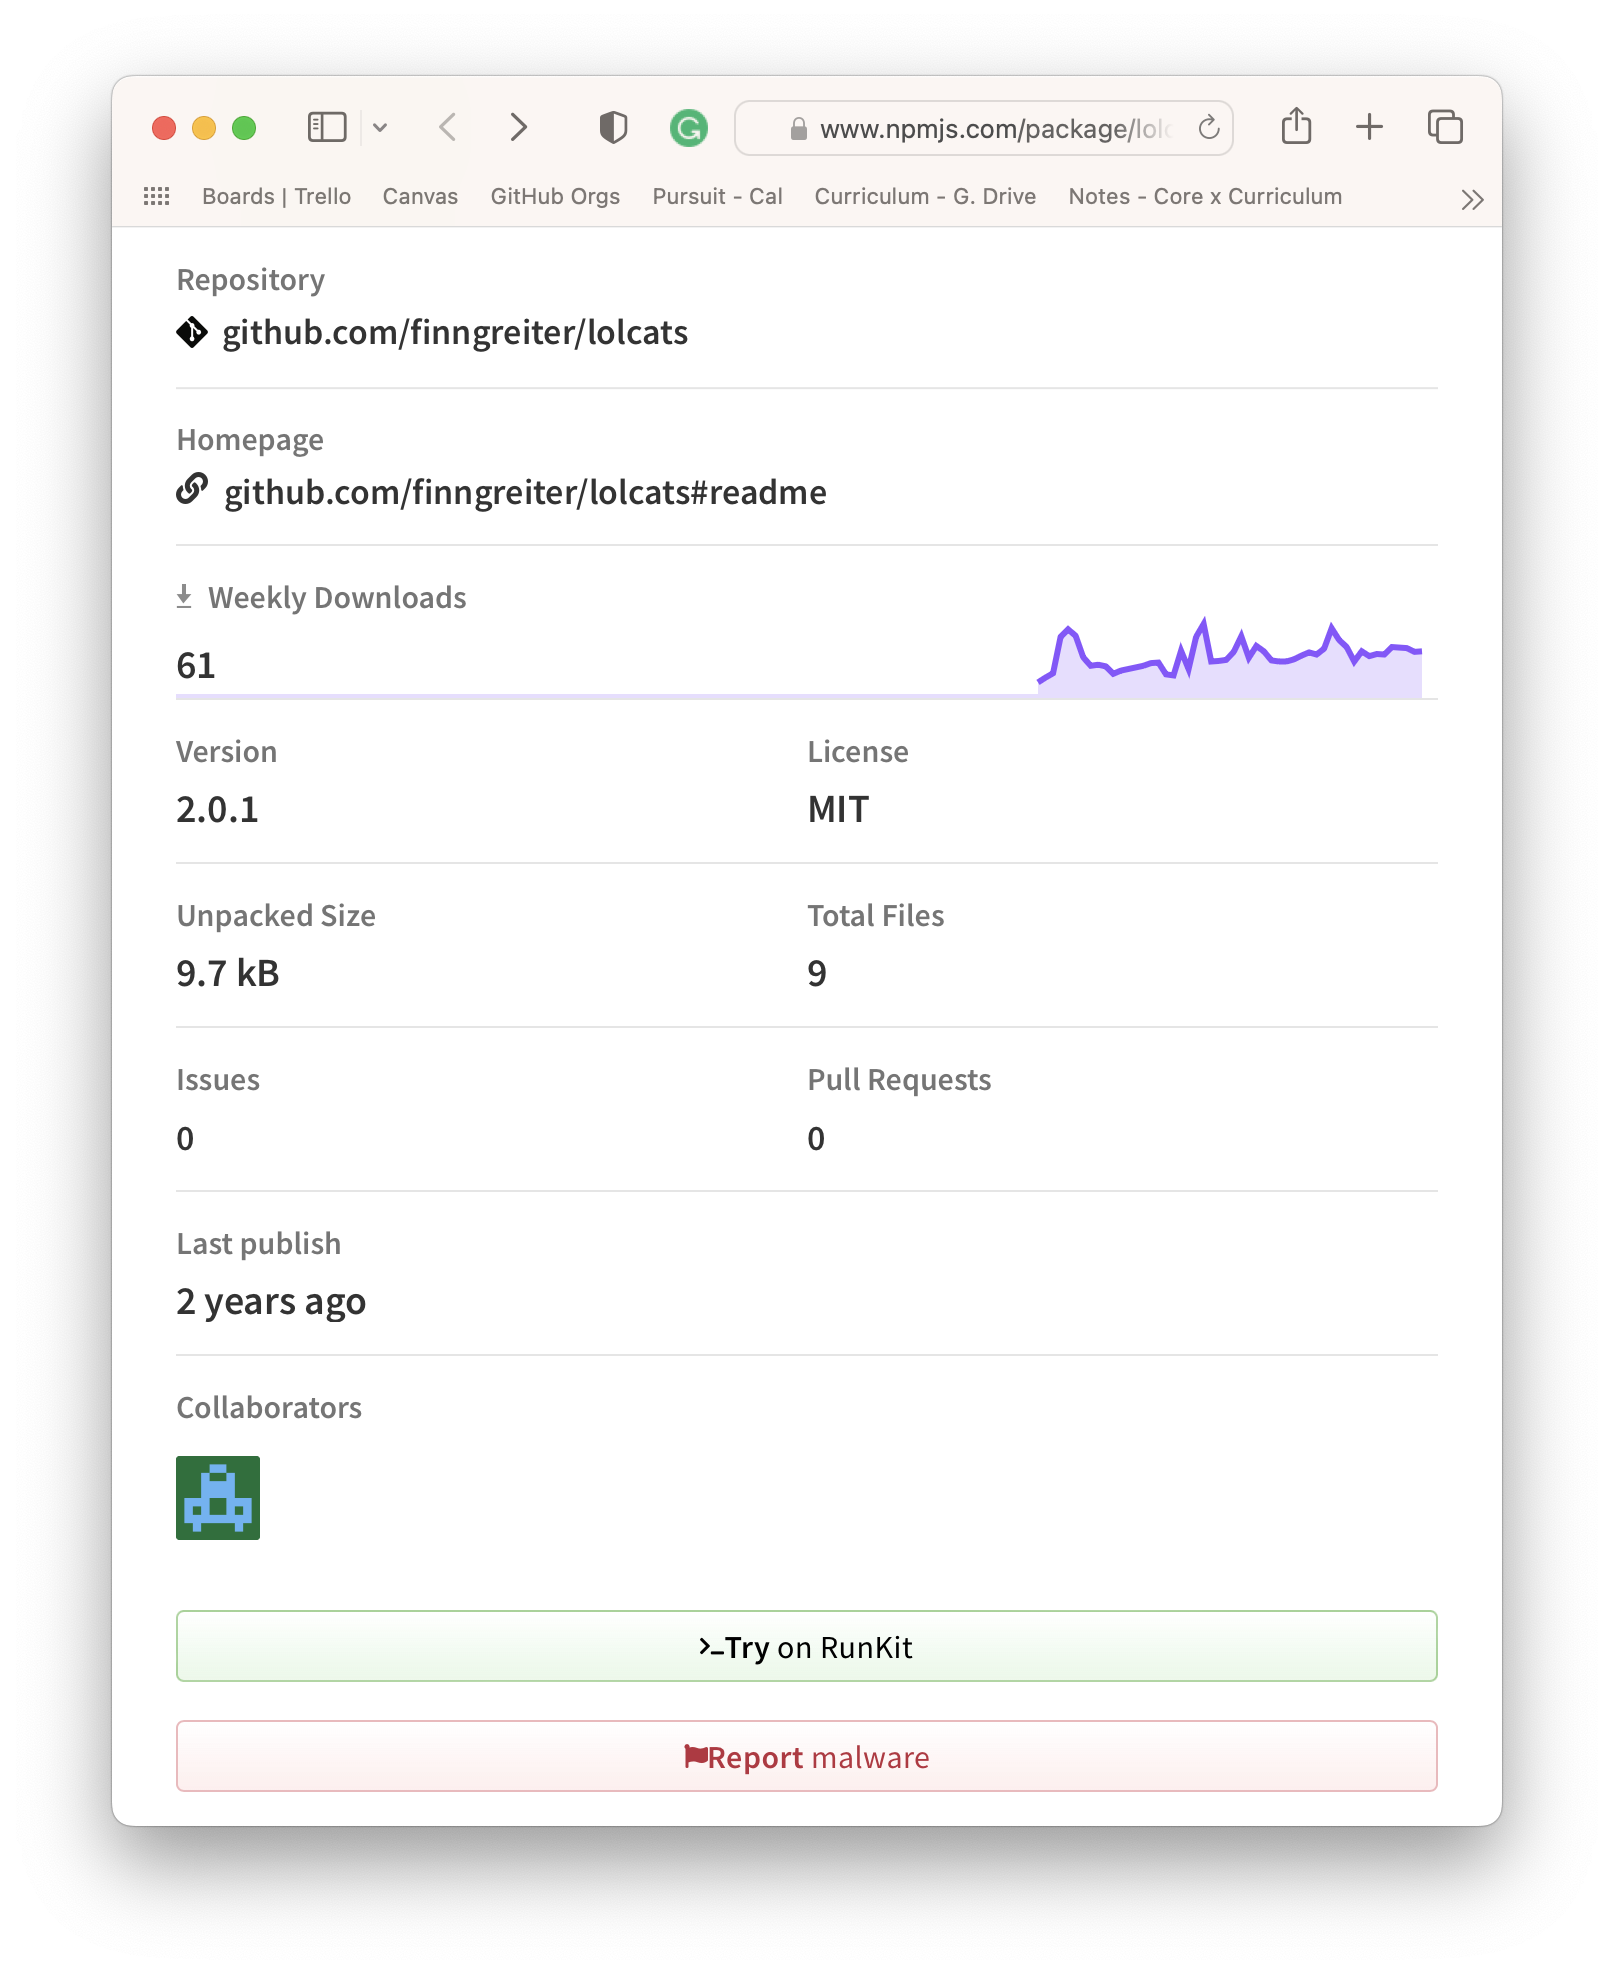 www.npmjs.com/package/lolc
Boards | Trello Canvas GitHub Orgs Pursuit - Cal Curriculum - G. Drive Notes - Core x Curriculum
Repository
github.com/finngreiter/lolcats
Homepage
github.com/finngreiter/lolcats#readme
Weekly Downloads
61
Version License
2.0.1 MIT
Unpacked Size Total Files
9.7 kB 9
Issues Pull Requests
0 0
Last publish
2 years ago
Collaborators
Try on RunKit
Report malware